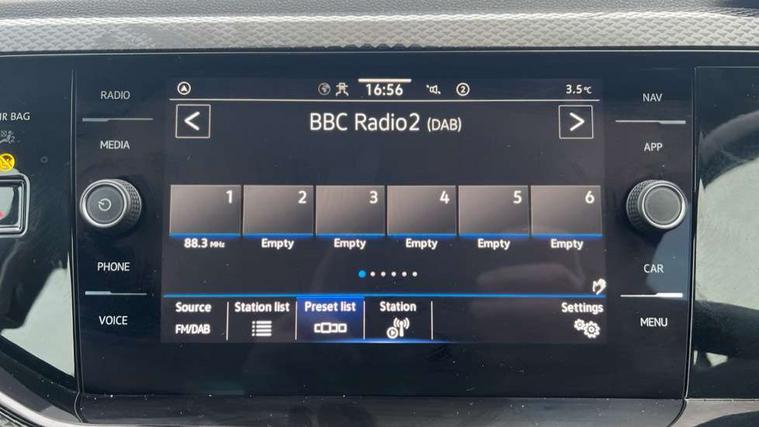 RADIO
MEDIA
PHONE
VOICE
NAV
APP
CAR
MENU
16:56
2
3.5°C
< BBC Radio2 (DAB) >
1 2 3 4 5 6
88.3 MHz Empty Empty Empty Empty Empty
Source Station list Preset list Station Settings
FM/DAB